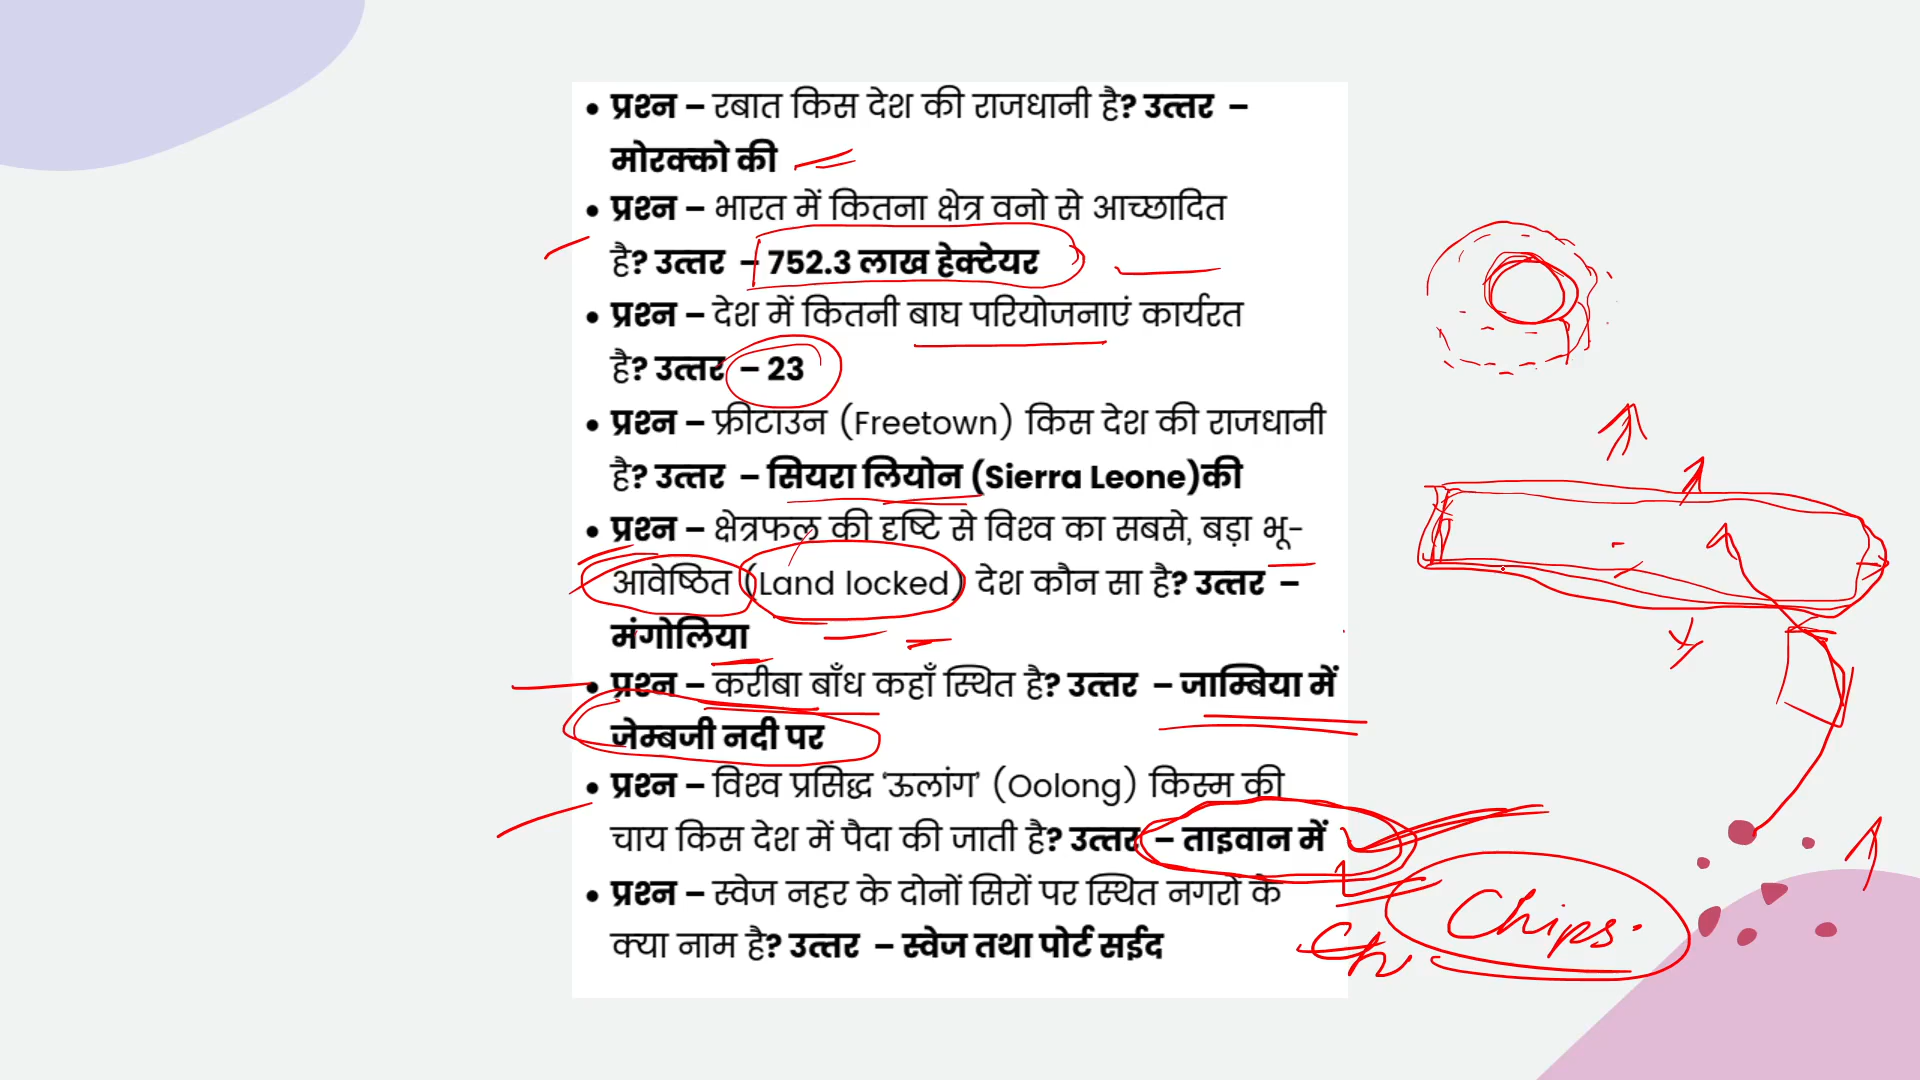 • प्रश्न – रबात किस देश की राजधानी है? उत्तर –
मोरक्को की
• प्रश्न – भारत में कितना क्षेत्र वनो से आच्छादित
है? उत्तर – 752.3 लाख हेक्टेयर
• प्रश्न – देश में कितनी बाघ परियोजनाएं कार्यरत
है? उत्तर – 23
• प्रश्न – फ्रीटाउन (Freetown) किस देश की राजधानी
है? उत्तर – सियरा लियोन (Sierra Leone)की
• प्रश्न – क्षेत्रफल की दृष्टि से विश्व का सबसे, बड़ा भू-
आवेष्ठित (Land locked) देश कौन सा है? उत्तर –
मंगोलिया
• प्रश्न – करीबा बाँध कहाँ स्थित है? उत्तर – जाम्बिया में
जेम्बजी नदी पर
• प्रश्न – विश्व प्रसिद्ध ‘ऊलांग’ (Oolong) किस्म की
चाय किस देश में पैदा की जाती है? उत्तर – ताइवान में
• प्रश्न – स्वेज नहर के दोनों सिरों पर स्थित नगरो के
क्या नाम है? उत्तर – स्वेज तथा पोर्ट सईद
Chips.